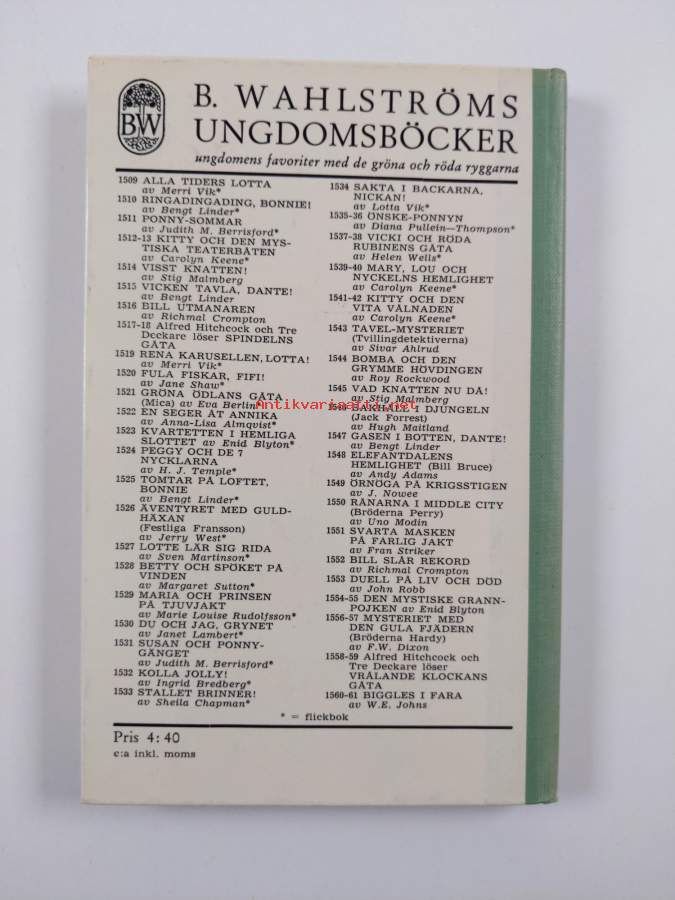 BW
B. WAHLSTRÖMS
UNGDOMSBÖCKER
ungdomens favoriter med de gröna och röda ryggarna
1509 ALLA TIDERS LOTTA
av Merri Vik*
1510 RINGADINGADING, BONNIE!
av Bengt Linder*
1511 PONNY-SOMMAR
av Judith M. Berrisford*
1512-13 KITTY OCH DEN MYS-
TISKA TEATERBÅTEN
av Carolyn Keene*
1514 VISST KNATTEN!
av Stig Malmberg
1515 VICKEN TAVLA, DANTE!
av Bengt Linder
1516 BILL UTMANAREN
av Richmal Crompton
1517-18 Alfred Hitchcock och Tre
Deckare löser SPINDELNS
GÅTA
1519 RENA KARUSELLEN, LOTTA!
av Merri Vik*
1520 FULA FISKAR, FIFI!
av Jane Shaw*
1521 GRÖNA ÖDLANS GÅTA
(Mica) av Eva Berlin*
1522 EN SEGER ÅT ANNIKA
av Anna-Lisa Almqvist*
1523 KVARTETTEN I HEMLIGA
SLOTTET av Enid Blyton*
1524 PEGGY OCH DE 7
NYCKLARNA
av H. J. Temple*
1525 TOMTAR PÅ LOFTET,
BONNIE
av Bengt Linder*
1526 ÄVENTYRET MED GULD-
HÄXAN
(Festliga Fransson)
av Jerry West*
1527 LOTTE LÄR SIG RIDA
av Sven Martinson*
1528 BETTY OCH SPÖKET PÅ
VINDEN
av Margaret Sutton*
1529 MARIA OCH PRINSEN
PÅ TJUVJAKT
av Marie Louise Rudolfsson*
1530 DU OCH JAG, GRYNET
av Janet Lambert*
1531 SUSAN OCH PONNY-
GÄNGET
av Judith M. Berrisford*
1532 KOLLA JOLLY!
av Ingrid Bredberg*
1533 STALLET BRINNER!
av Sheila Chapman*
1534 SAKTA I BACKARNA,
NICKAN!
av Lotta Vik*
1535-36 ÖNSKE-PONNYN
av Diana Pullein-Thompson*
1537-38 VICKI OCH RÖDA
RUBINENS GÅTA
av Helen Wells*
1539-40 MARY, LOU OCH
NYCKELNS HEMLIGHET
av Carolyn Keene*
1541-42 KITTY OCH DEN
VITA VÅLNADEN
av Carolyn Keene*
1543 TAVEL-MYSTERIET
(Tvillingdetektiverna)
av Sivar Ahlrud
1544 BOMBA OCH DEN
GRYMME HÖVDINGEN
av Roy Rockwood
1545 VAD KNATTEN NU DÅ!
av Stig Malmberg
1546 BAKHÅLL I DJUNGELN
(Jack Forrest)
av Hugh Maitland
1547 GASEN I BOTTEN, DANTE!
av Bengt Linder
1548 ELEFANTDALENS
HEMLIGHET (Bill Bruce)
av Andy Adams
1549 ÖRNÖGA PÅ KRIGSSTIGEN
av J. Nowee
1550 RÅNARNA I MIDDLE CITY
(Bröderna Perry)
av Uno Modin
1551 SVARTA MASKEN
PÅ FARLIG JAKT
av Fran Striker
1552 BILL SLÅR REKORD
av Richmal Crompton
1553 DUELL PÅ LIV OCH DÖD
av John Robb
1554-55 DEN MYSTISKE GRANN-
POJKEN av Enid Blyton
1556-57 MYSTERIET MED
DEN GULA FJÄDERN
(Bröderna Hardy)
av F.W. Dixon
1558-59 Alfred Hitchcock och
Tre Deckare löser
VRÅLANDE KLOCKANS
GÅTA
1560-61 BIGGLES I FARA
av W.E. Johns
* = flickbok
Pris 4:40
c:a inkl. moms
Antikvariaatti.net